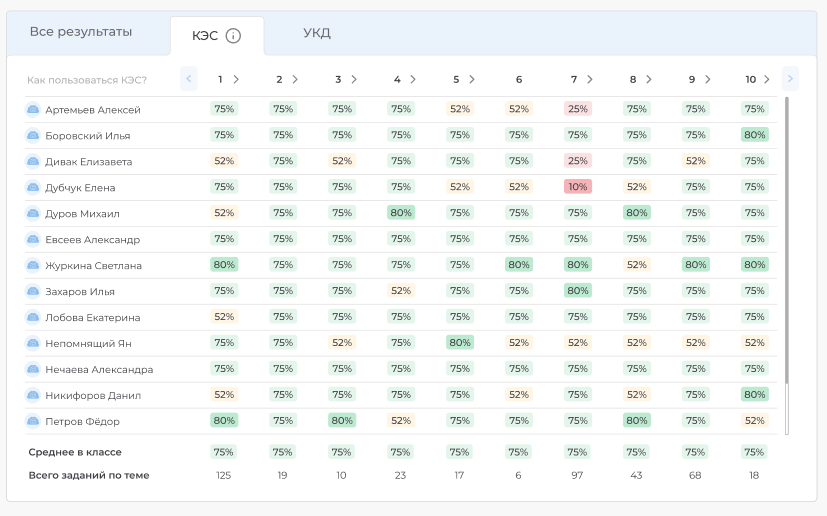 Все результаты КЭС УКД
Как пользоваться КЭС? 1 2 3 4 5 6 7 8 9 10
Артемьев Алексей 75% 75% 75% 75% 52% 52% 25% 75% 75% 75%
Боровский Илья 75% 75% 75% 75% 75% 75% 75% 75% 75% 80%
Дивак Елизавета 52% 75% 52% 75% 75% 75% 25% 75% 52% 75%
Дубчук Елена 75% 75% 75% 75% 52% 52% 10% 52% 75% 75%
Дуров Михаил 52% 75% 75% 80% 75% 75% 75% 80% 75% 75%
Евсеев Александр 75% 75% 75% 75% 75% 75% 75% 75% 75% 75%
Журкина Светлана 80% 75% 75% 75% 75% 80% 80% 52% 80% 80%
Захаров Илья 75% 75% 75% 52% 75% 75% 80% 75% 75% 75%
Лобова Екатерина 52% 75% 75% 75% 75% 75% 75% 75% 75% 75%
Непомнящий Ян 75% 75% 52% 75% 80% 52% 52% 52% 52% 52%
Нечаева Александра 75% 75% 75% 75% 75% 75% 75% 75% 75% 75%
Никифоров Данил 52% 75% 75% 75% 75% 52% 75% 52% 75% 80%
Петров Фёдор 80% 75% 80% 52% 75% 75% 75% 80% 75% 52%
Среднее в классе 75% 75% 75% 75% 75% 75% 75% 75% 75% 75%
Всего заданий по теме 125 19 10 23 17 6 97 43 68 18